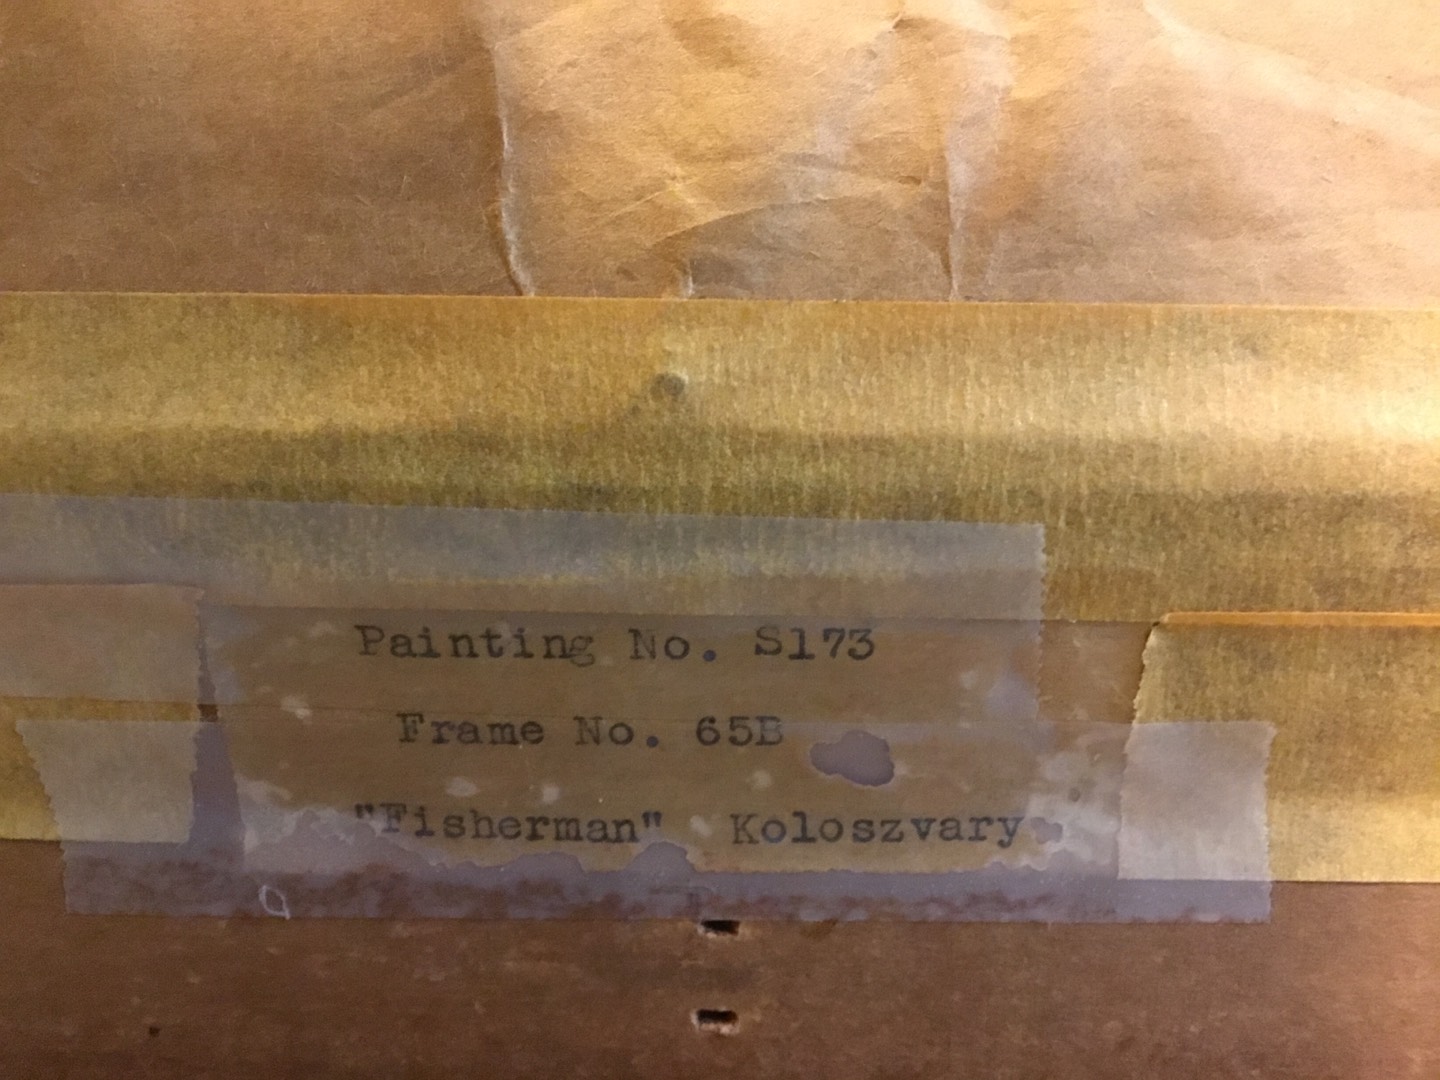 Painting No. S173
Frame No. 65B
"Fisherman" Koloszvary